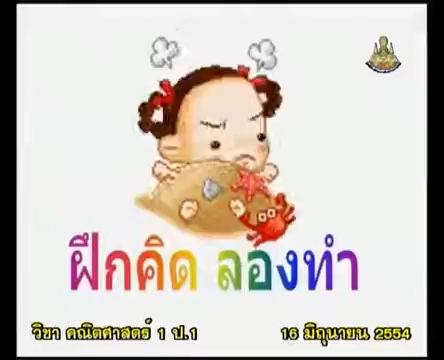 ฝึกคิด ลองทำ
วิชา คณิตศาสตร์ 1 ป.1
16 มิถุนายน 2554